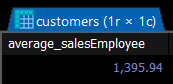 customers (1r × 1c)
average_salesEmployee
1,395.94